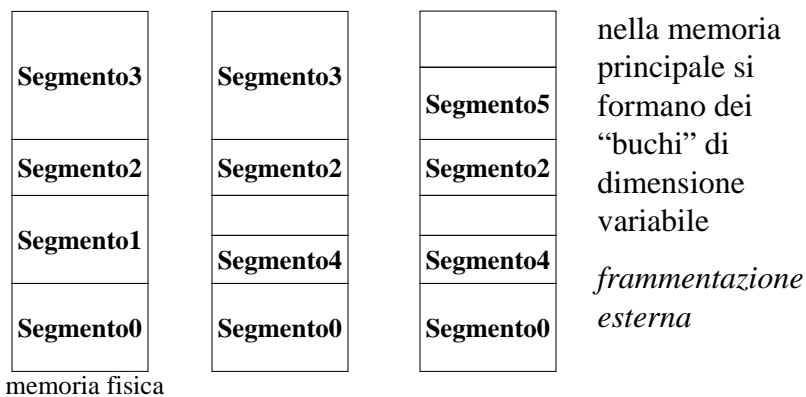 Segmento3
Segmento2
Segmento1
Segmento0
memoria fisica
Segmento3
Segmento2
Segmento4
Segmento0
Segmento5
Segmento2
Segmento4
Segmento0
nella memoria
principale si
formano dei
“buchi” di
dimensione
variabile
frammentazione
esterna